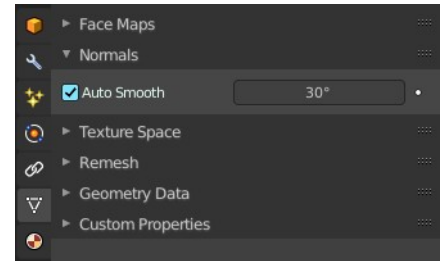 Face Maps
Normals
Auto Smooth 30°
Texture Space
Remesh
Geometry Data
Custom Properties